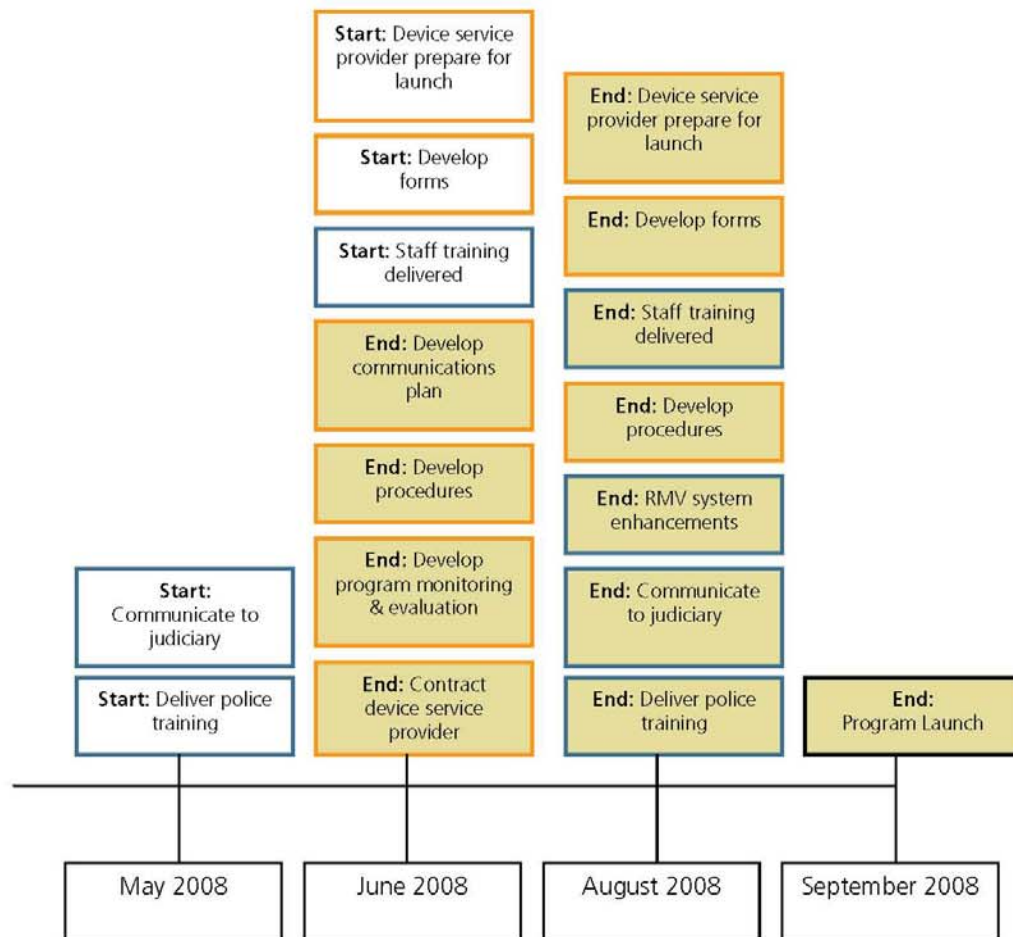 Start:
Communicate to
judiciary
Start: Deliver police
training
May 2008
Start: Device service
provider prepare for
launch
Start: Develop
forms
Start: Staff training
delivered
End: Develop
communications
plan
End: Develop
procedures
End: Develop
program monitoring
& evaluation
End: Contract
device service
provider
June 2008
End: Device service
provider prepare for
launch
End: Develop forms
End: Staff training
delivered
End: Develop
procedures
End: RMV system
enhancements
End: Communicate
to judiciary
End: Deliver police
training
August 2008
End:
Program Launch
September 2008